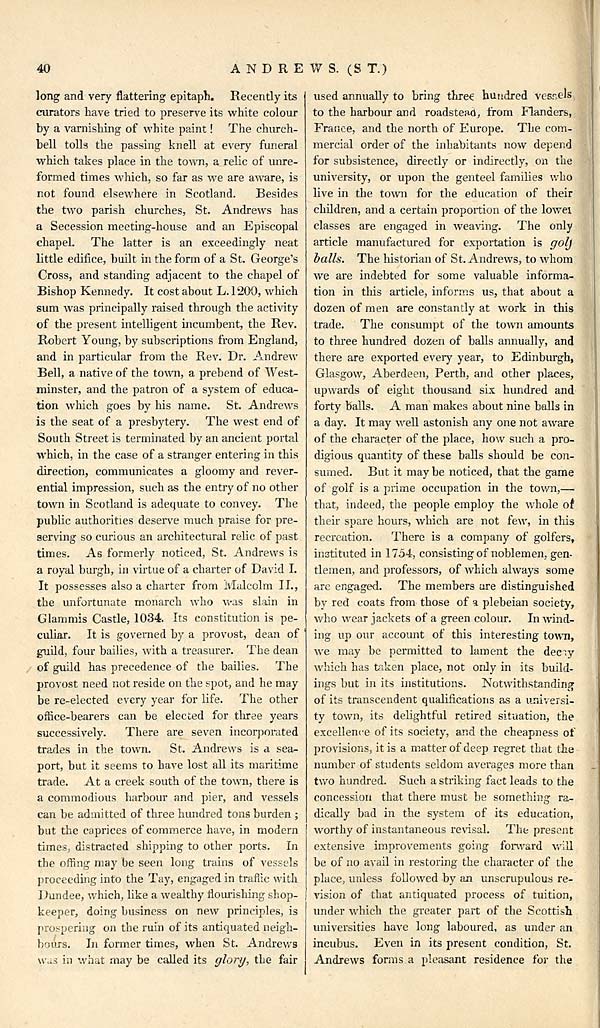 40
ANDREWS. (ST.)
long and very flattering epitaph. Recently its
curators have tried to preserve its white colour
by a varnishing of white paint! The church-
bell tolls the passing knell at every funeral
which takes place in the town, a relic of unre-
formed times which, so far as we are aware, is
not found elsewhere in Scotland. Besides
the two parish churches, St. Andrews has
a Secession meeting-house and an Episcopal
chapel. The latter is an exceedingly neat
little edifice, built in the form of a St. George's
Cross, and standing adjacent to the chapel of
Bishop Kennedy. It cost about L.1200, which
sum was principally raised through the activity
of the present intelligent incumbent, the Rev.
Robert Young, by subscriptions from England,
and in particular from the Rev. Dr. Andrew
Bell, a native of the town, a prebend of West-
minster, and the patron of a system of educa-
tion which goes by his name. St. Andrews
is the seat of a presbytery. The west end of
South Street is terminated by an ancient portal
which, in the case of a stranger entering in this
direction, communicates a gloomy and rever-
ential impression, such as the entry of no other
town in Scotland is adequate to convey. The
public authorities deserve much praise for pre-
serving so curious an architectural relic of past
times. As formerly noticed, St. Andrews is
a royal burgh, in virtue of a charter of David I.
It possesses also a charter from Malcolm II.,
the unfortunate monarch who was slain in
Glammis Castle, 1034. Its constitution is pe-
culiar. It is governed by a provost, dean of
guild, four bailies, with a treasurer. The dean
of guild has precedence of the bailies. The
provost need not reside on the spot, and he may
be re-elected every year for life. The other
office-bearers can be elected for three years
successively. There are seven incorporated
trades in the town. St. Andrews is a sea-
port, but it seems to have lost all its maritime
trade. At a creek south of the town, there is
a commodious harbour and pier, and vessels
can be admitted of three hundred tons burden;
but the caprices of commerce have, in modern
times, distracted shipping to other ports. In
the offing may be seen long trains of vessels
proceeding into the Tay, engaged in traffic with
Dundee, which, like a wealthy flourishing shop-
keeper, doing business on new principles, is
prospering on the ruin of its antiquated neigh-
bours. In former times, when St. Andrews
was in what may be called its glory, the fair
used annually to bring three hundred vessels
to the harbour and roadstead, from Flanders,
France, and the north of Europe. The com-
mercial order of the inhabitants now depend
for subsistence, directly or indirectly, on the
university, or upon the genteel families who
live in the town for the education of their
children, and a certain proportion of the lower
classes are engaged in weaving. The only
article manufactured for exportation is golf
balls. The historian of St. Andrews, to whom
we are indebted for some valuable informa-
tion in this article, informs us, that about a
dozen of men are constantly at work in this
trade. The consumpt of the town amounts
to three hundred dozen of balls annually, and
there are exported every year, to Edinburgh,
Glasgow, Aberdeen, Perth, and other places,
upwards of eight thousand six hundred and
forty balls. A man makes about nine balls in
a day. It may well astonish any one not aware
of the character of the place, how such a pro-
digious quantity of these balls should be con-
sumed. But it may be noticed, that the game
of golf is a prime occupation in the town,—
that, indeed, the people employ the whole of
their spare hours, which are not few, in this
recreation. There is a company of golfers,
instituted in 1754, consisting of noblemen, gen-
tlemen, and professors, of which always some
are engaged. The members are distinguished
by red coats from those of a plebeian society,
who wear jackets of a green colour. In wind-
ing up our account of this interesting town,
we may be permitted to lament the decay
which has taken place, not only in its build-
ings but in its institutions. Notwithstanding
of its transcendent qualifications as a universi-
ty town, its delightful retired situation, the
excellence of its society, and the cheapness of
provisions, it is a matter of deep regret that the
number of students seldom averages more than
two hundred. Such a striking fact leads to the
concession that there must be something ra-
dically bad in the system of its education,
worthy of instantaneous revisal. The present
extensive improvements going forward will
be of no avail in restoring the character of the
place, unless followed by an unscrupulous re-
vision of that antiquated process of tuition,
under which the greater part of the Scottish
universities have long laboured, as under an
incubus. Even in its present condition, St.
Andrews forms a pleasant residence for the